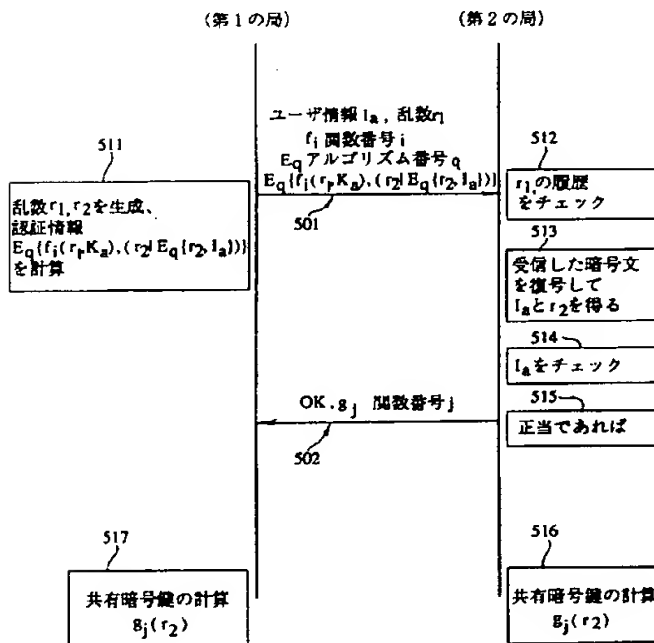 (第1の局)
(第2の局)
ユーザ情報 Ia , 乱数r1
fi 関数番号 i
Eq アルゴリズム番号 q
Eq{fi(r1,Ka),(r2|Eq{r2,Ia})}
501
511
乱数 r1, r2を生成、
認証情報
Eq{fi(r1,Ka),(r2|Eq{r2,Ia})}
を計算
512
r1,の履歴
をチェック
513
受信した暗号文
を復号して
Iaとr2を得る
514
Iaをチェック
OK . gj 関数番号 j
502
515
正当であれば
517
共有暗号鍵の計算
gj(r2)
516
共有暗号鍵の計算
gj(r2)